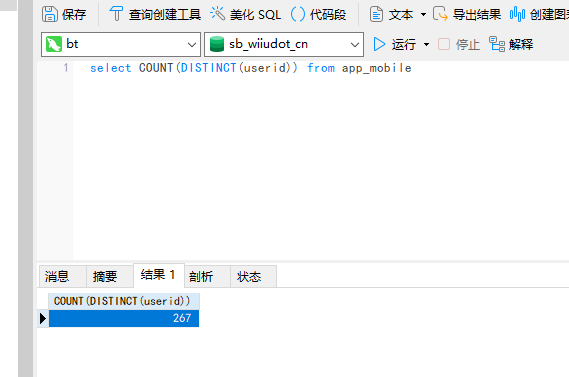 保存 查询创建工具 美化 SQL () 代码段 文本 导出结果 创建图
bt sb_wiiudot_cn 运行 停止 解释
1 select COUNT(DISTINCT(userid)) from app_mobile
消息 摘要 结果 1 剖析 状态
COUNT(DISTINCT(userid))
267